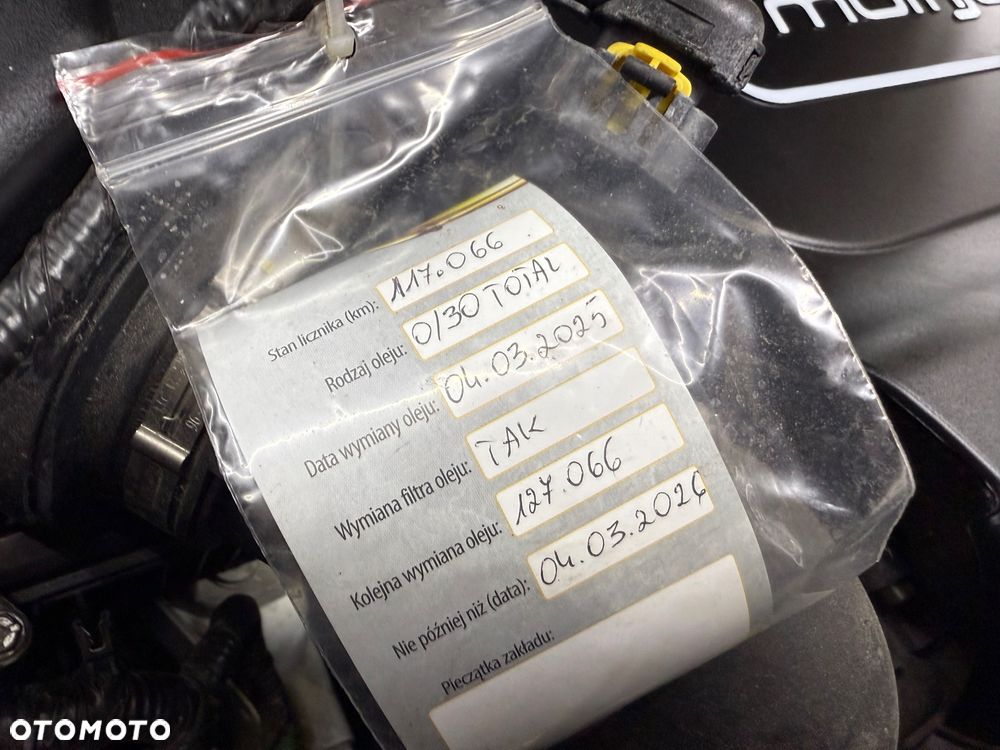 Stan licznika (km): 117.066
Rodzaj oleju: 0/30 TOTAL
Data wymiany oleju: 04.03.2025
Wymiana filtra oleju: TAK
Kolejna wymiana oleju: 127.066
Nie później niż (data): 04.03.2026
Pieczątka zakładu:
OTOMOTO